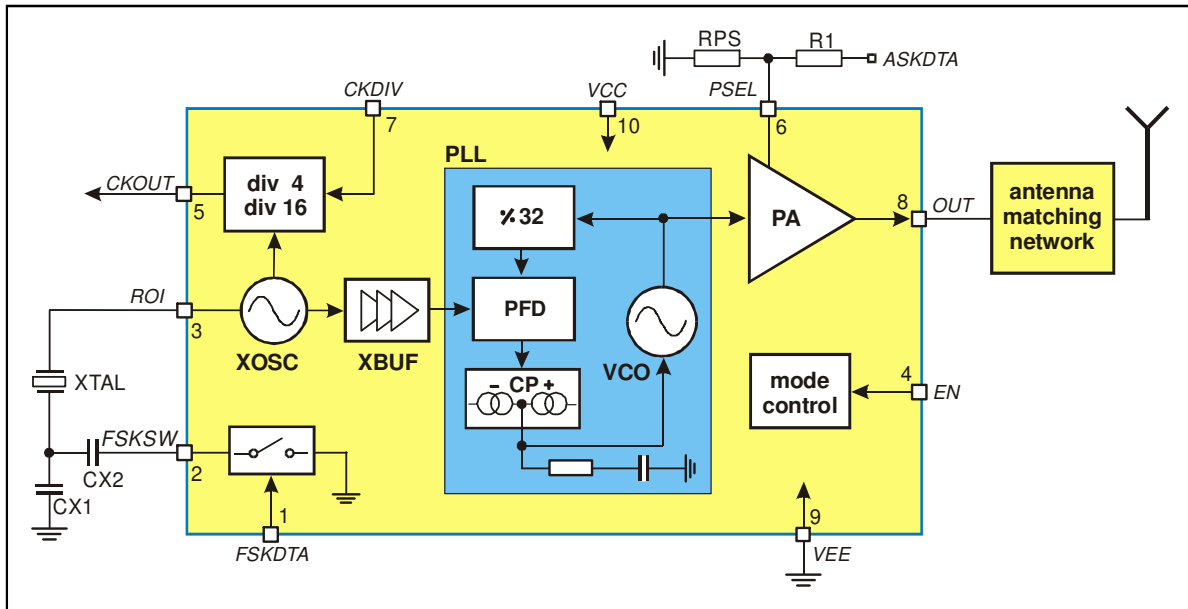 RPS
R1
ASKDTA
CKDIV
VCC
PSEL
7
10
6
PLL
CKOUT
5
div 4
div 16
÷32
PA
8
OUT
antenna
matching
network
ROI
3
PFD
XOSC
XBUF
VCO
XTAL
- CP +
mode
control
4
EN
FSKSW
2
CX2
CX1
1
9
FSKDTA
VEE